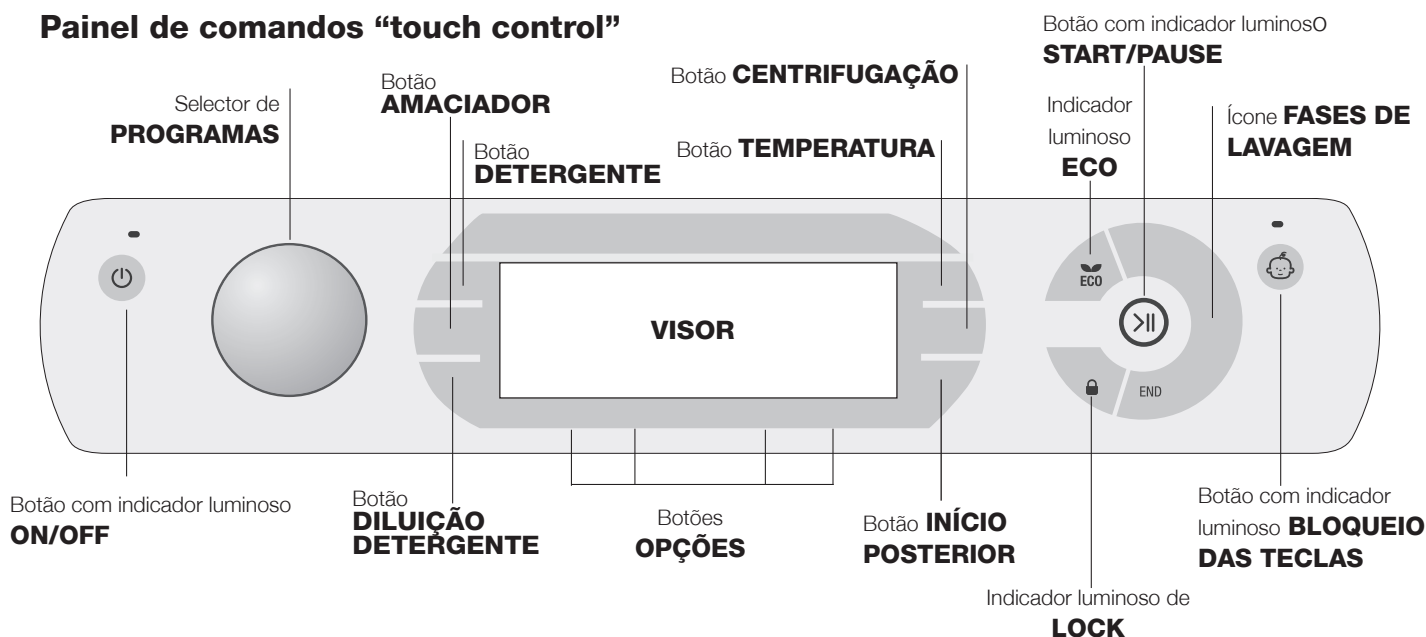 Painel de comandos “touch control”
Selector de
PROGRAMAS
Botão
AMACIADOR
Botão
DETERGENTE
Botão CENTRIFUGAÇÃO
Botão TEMPERATURA
Botão com indicador luminosO
START/PAUSE
Indicador
luminoso
ECO
Ícone FASES DE
LAVAGEM
ECO
VISOR
END
Botão com indicador luminoso
ON/OFF
Botão
DILUIÇÃO
DETERGENTE
Botões
OPÇÕES
Botão INÍCIO
POSTERIOR
Indicador luminoso de
LOCK
Botão com indicador
luminoso BLOQUEIO
DAS TECLAS